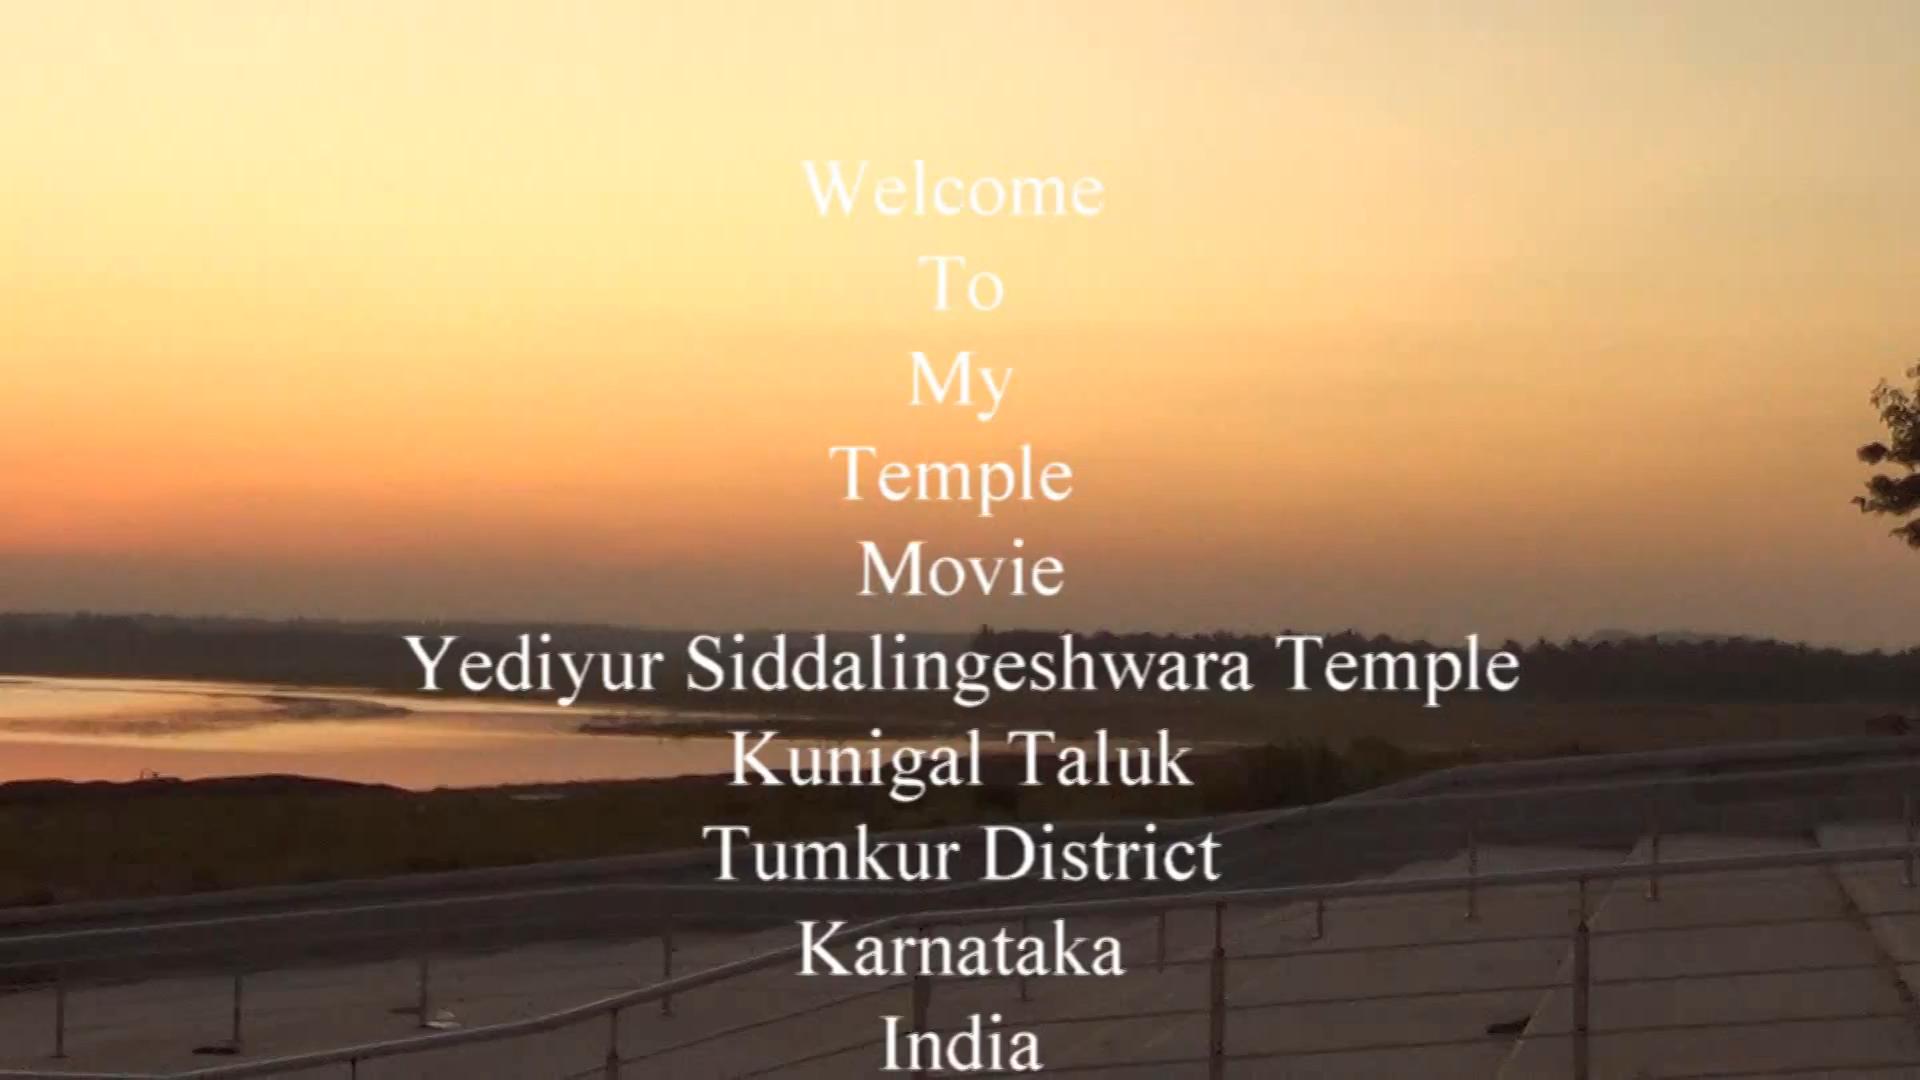 Welcome
To
My
Temple
Movie
Yediyur Siddalingeshwara Temple
Kunigal Taluk
Tumkur District
Karnataka
India